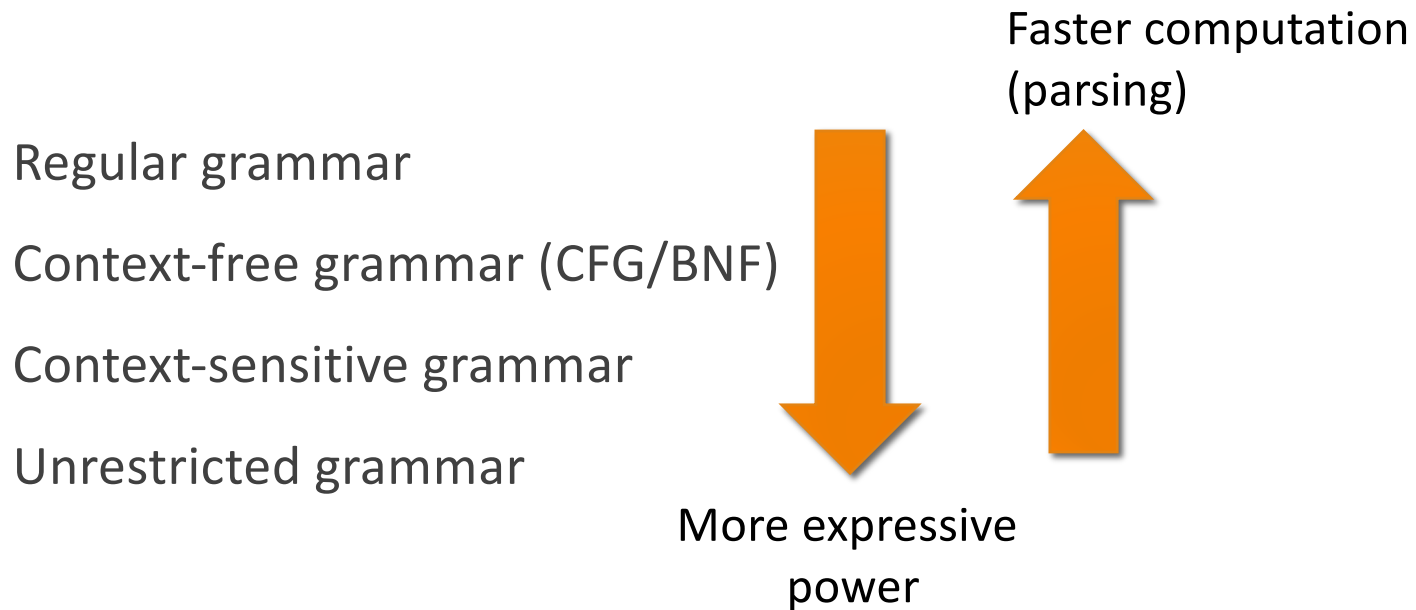 Faster computation
(parsing)
Regular grammar
Context-free grammar (CFG/BNF)
Context-sensitive grammar
Unrestricted grammar
More expressive
power